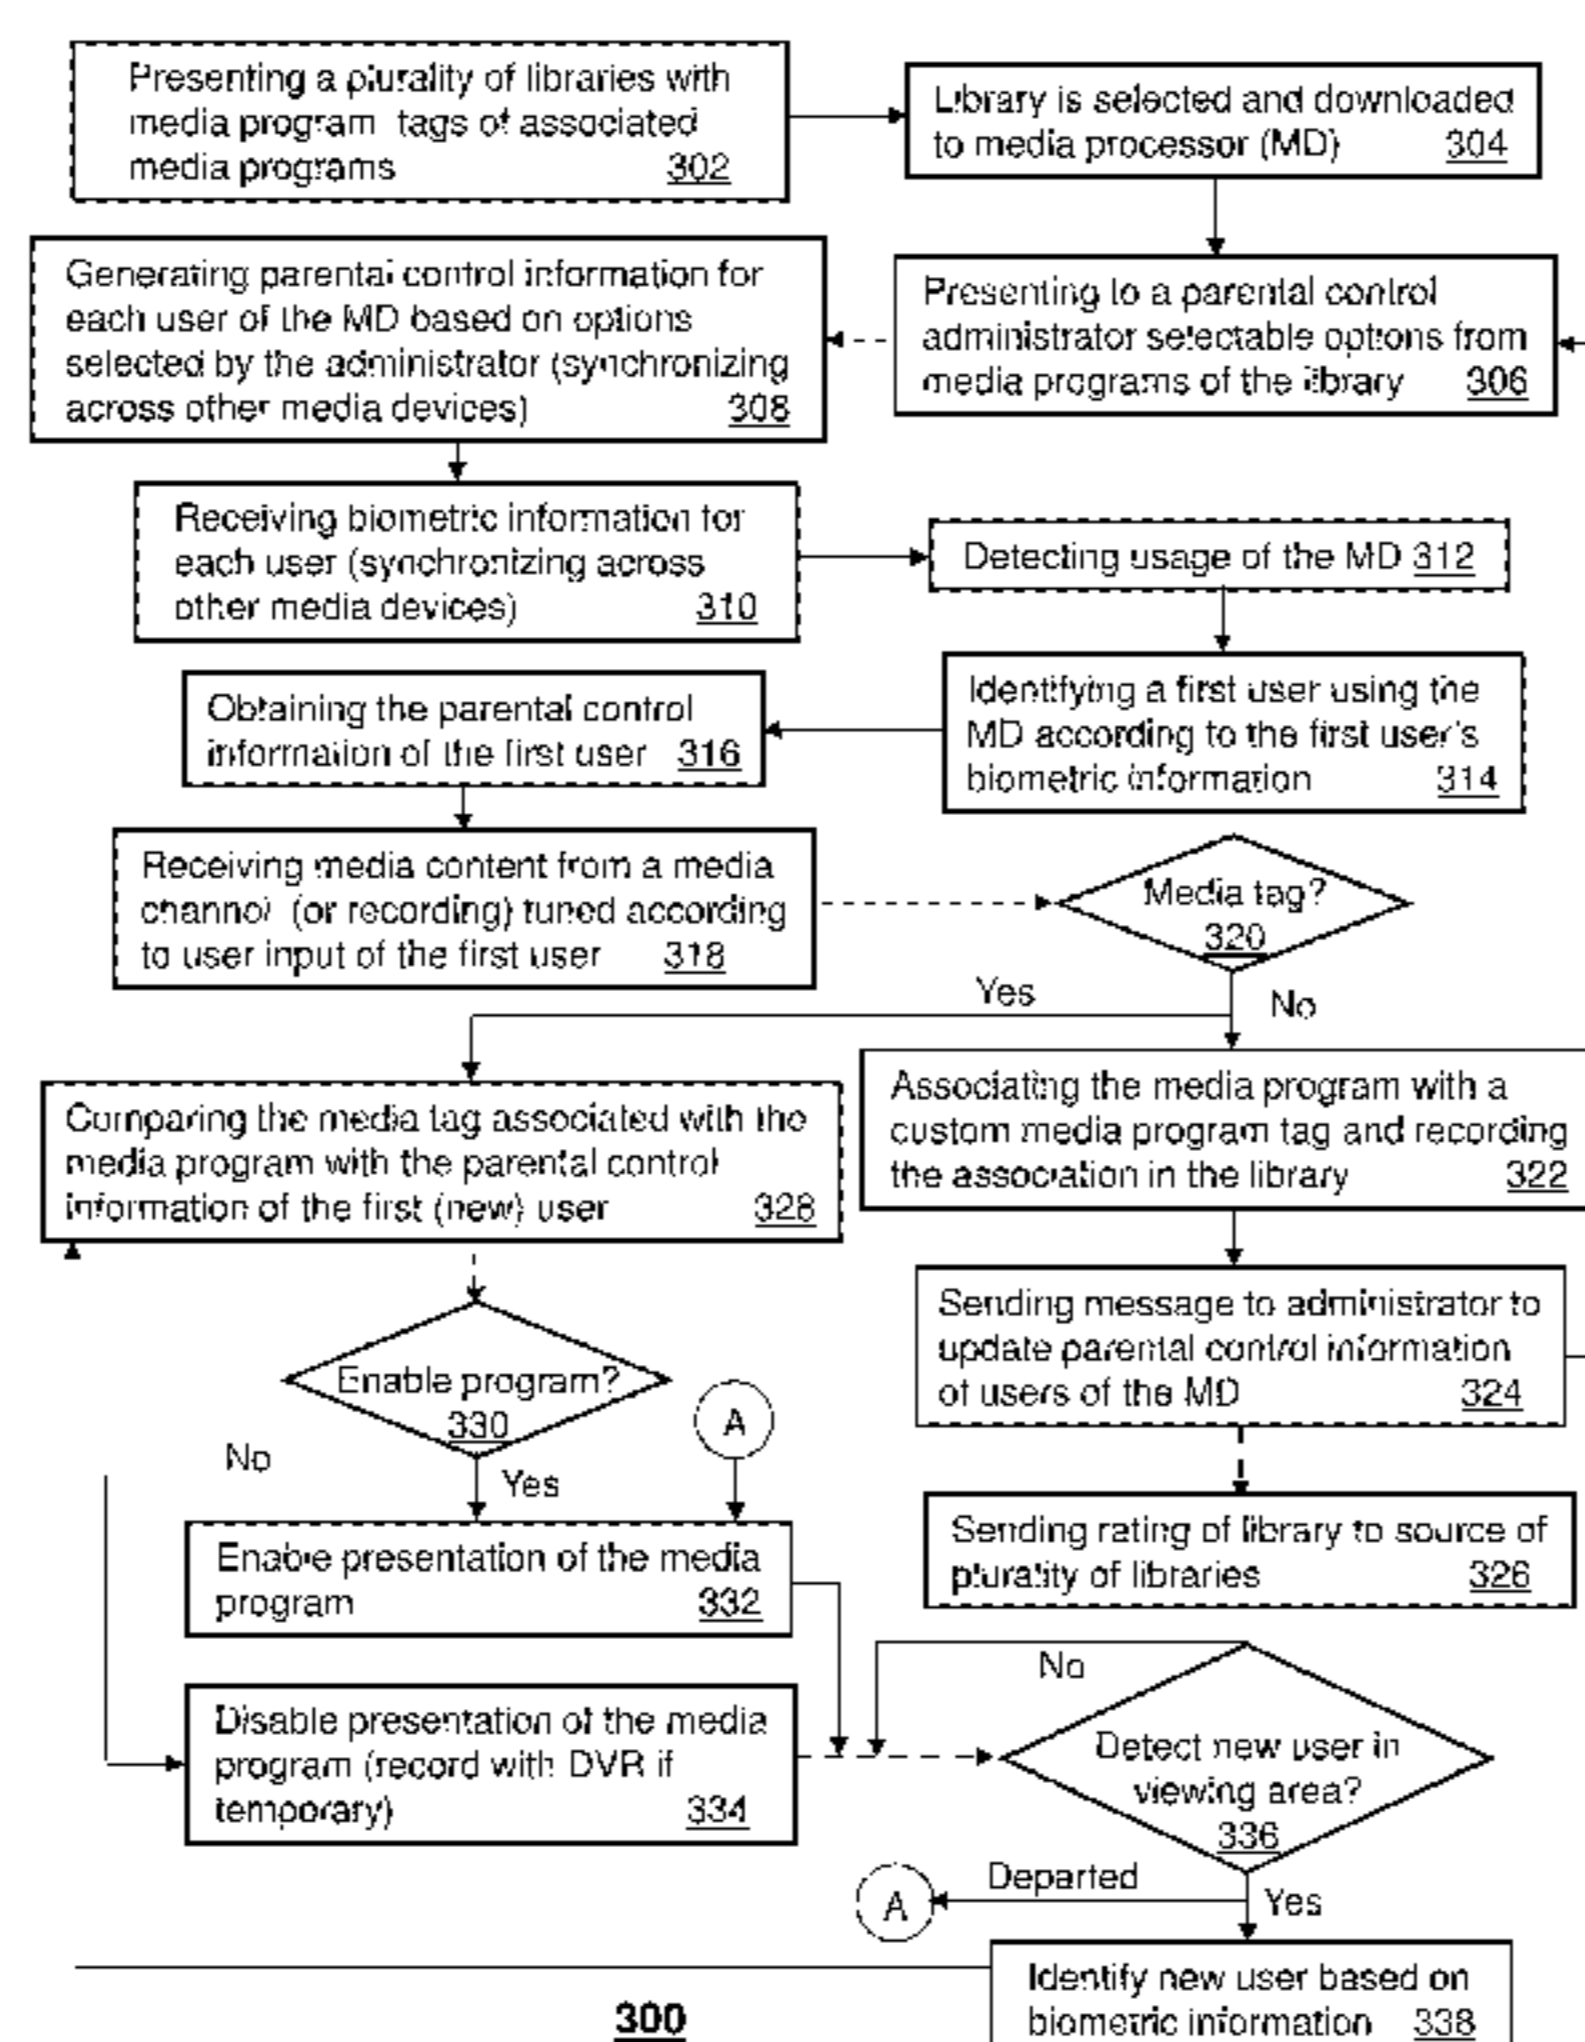 Presenting a plurality of libraries with
media program tags of associated
media programs 302
Library is selected and downloaded
to media processor (MD) 304
Presenting to a parental control
administrator selectable options from
media programs of the library 306
Generating parental control information for
each user of the MD based on options
selected by the administrator (synchronizing
across other media devices) 308
Receiving biometric information for
each user (synchronizing across
other media devices) 310
Detecting usage of the MD 312
Identifying a first user using the
MD according to the first user's
biometric information 314
Obtaining the parental control
information of the first user 316
Receiving media content from a media
channel (or recording) tuned according
to user input of the first user 318
Media tag?
320
Yes
No
Associating the media program with a
custom media program tag and recording
the association in the library 322
Comparing the media tag associated with the
media program with the parental control
information of the first (new) user 328
Sending message to administrator to
update parental control information
of users of the MD 324
Enable program?
330
A
No
Yes
Sending rating of library to source of
plurality of libraries 326
Enable presentation of the media
program 332
No
Disable presentation of the media
program (record with DVR if
temporary) 334
Detect new user in
viewing area?
336
Departed
A
Yes
Identify new user based on
biometric information 338
300